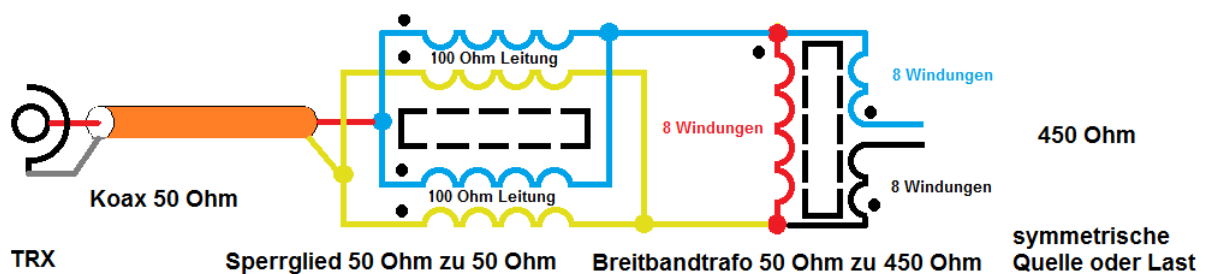 100 Ohm Leitung
8 Windungen
8 Windungen
450 Ohm
Koax 50 Ohm
100 Ohm Leitung
8 Windungen
TRX
Sperrglied 50 Ohm zu 50 Ohm
Breitbandtrafo 50 Ohm zu 450 Ohm
symmetrische
Quelle oder Last